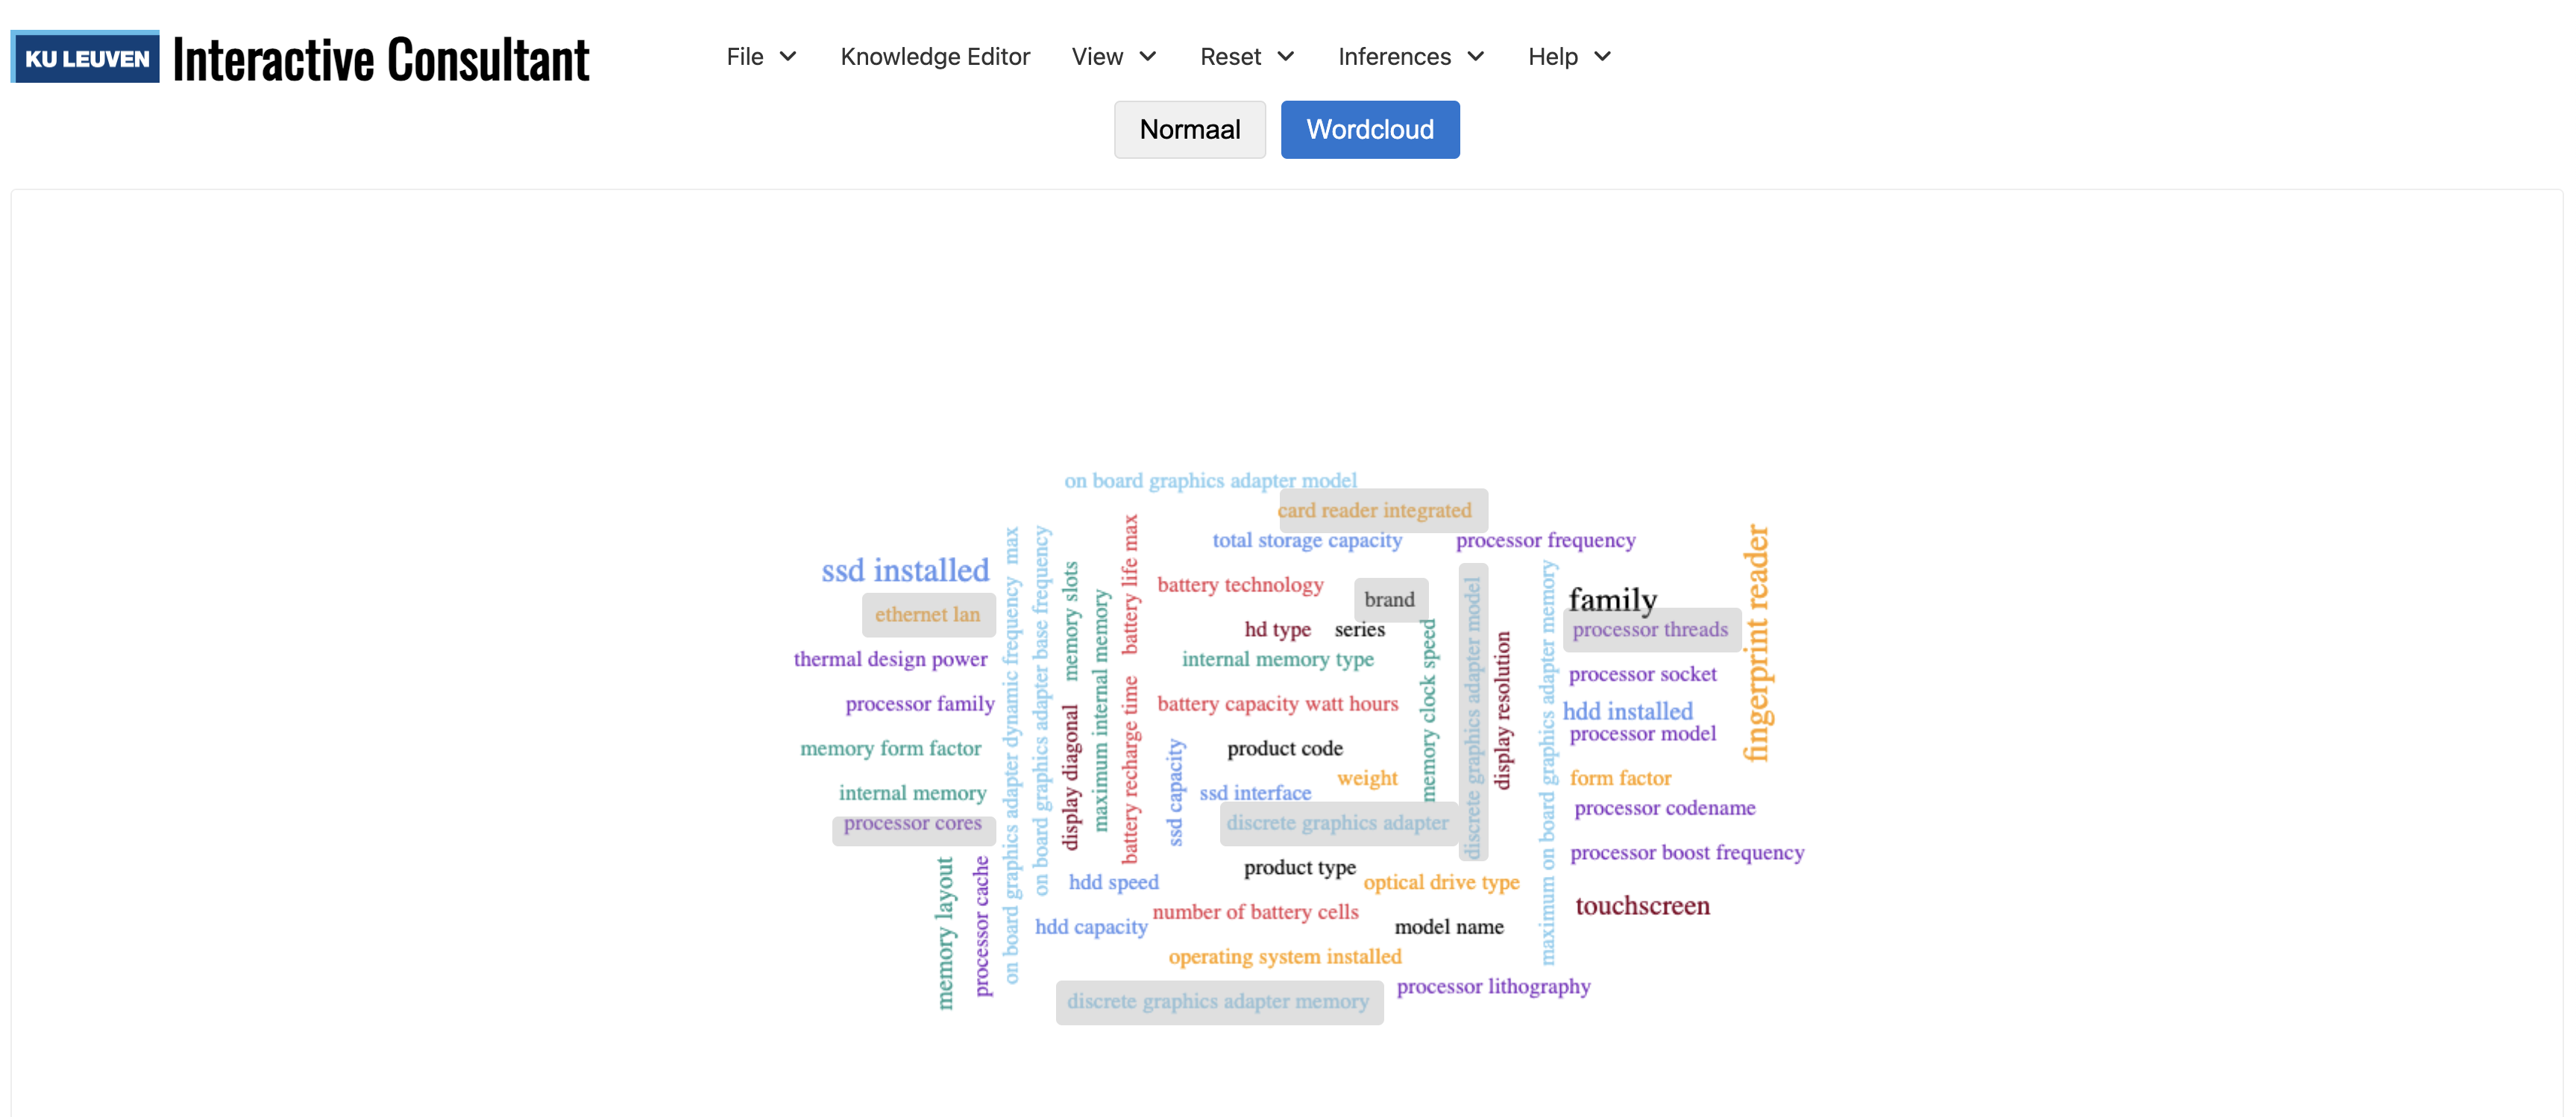 KU LEUVEN Interactive Consultant
File Knowledge Editor View Reset Inferences Help
Normaal Wordcloud
on board graphics adapter model
card reader integrated
total storage capacity
processor frequency
ssd installed
ethernet lan
thermal design power
processor family
memory form factor
internal memory
processor cores
memory layout
processor cache
on board graphics adapter dynamic frequency max
on board graphics adapter base frequency
memory slots
display diagonal
maximum internal memory
battery life max
battery recharge time
battery technology
brand
hd type
series
internal memory type
battery capacity watt hours
ssd capacity
product code
weight
ssd interface
discrete graphics adapter
product type
hdd speed
optical drive type
number of battery cells
hdd capacity
model name
operating system installed
discrete graphics adapter memory
processor lithography
memory clock speed
discrete graphics adapter model
display resolution
maximum on board graphics adapter memory
family
processor threads
processor socket
hdd installed
processor model
form factor
processor codename
processor boost frequency
touchscreen
fingerprint reader